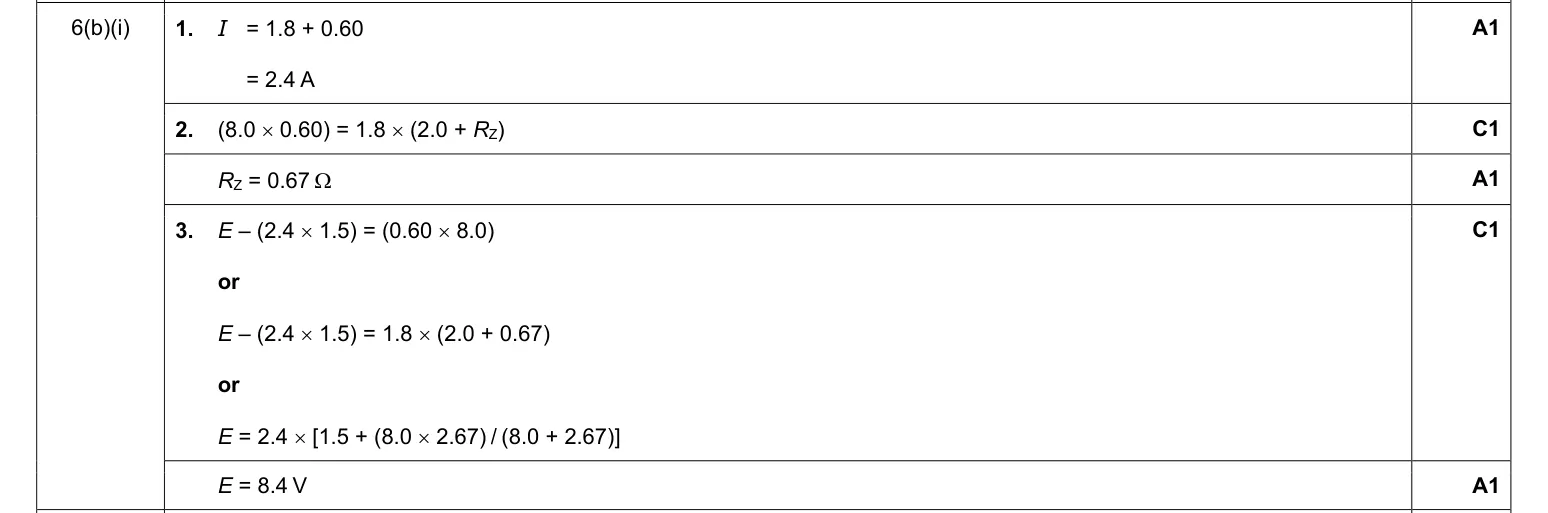 6(b)(i) 1. I = 1.8 + 0.60 A1
= 2.4 A
2. (8.0 × 0.60) = 1.8 × (2.0 + RZ) C1
RZ = 0.67 Ω A1
3. E – (2.4 × 1.5) = (0.60 × 8.0) C1
or
E – (2.4 × 1.5) = 1.8 × (2.0 + 0.67)
or
E = 2.4 × [1.5 + (8.0 × 2.67) / (8.0 + 2.67)]
E = 8.4 V A1